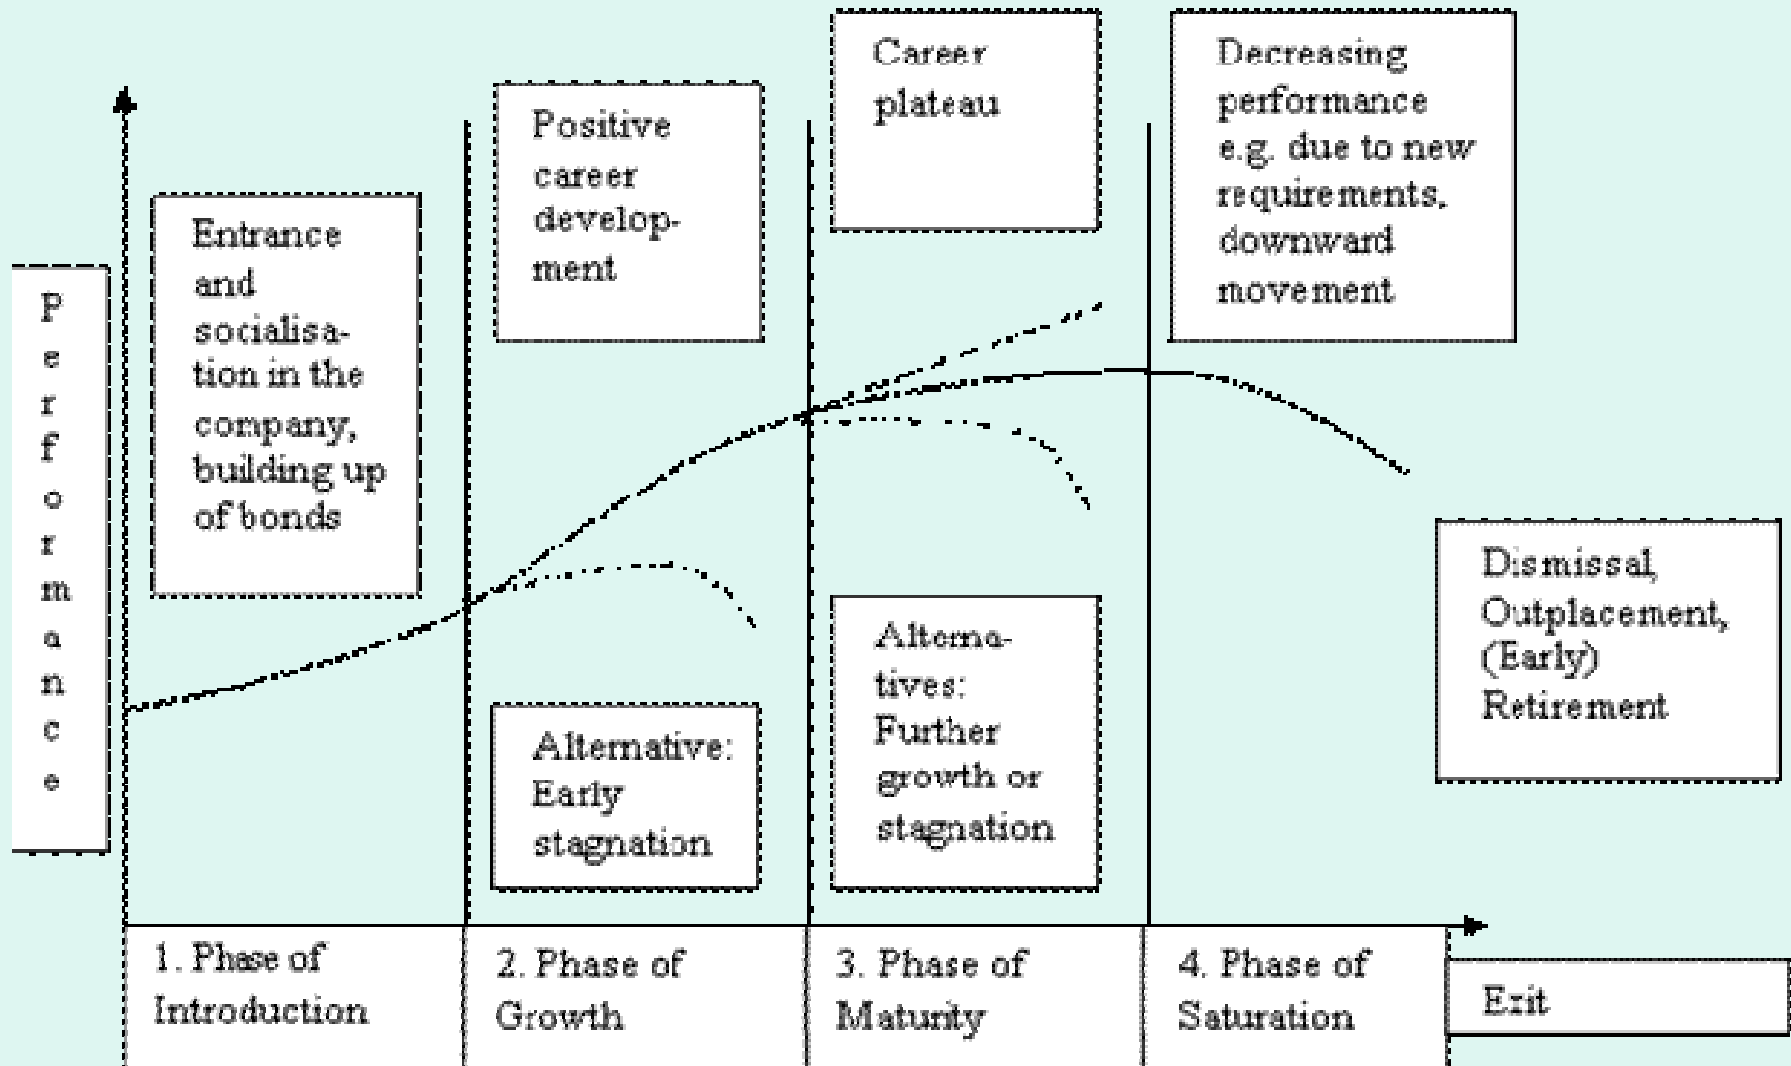 Performance
Entrance
and
socialisa-
tion in the
company,
building up
of bonds
Positive
career
develop-
ment
Career
plateau
Decreasing
performance
e.g. due to new
requirements,
downward
movement
Alternative:
Early
stagnation
Alterna-
tives:
Further
growth or
stagnation
Dismissal,
Outplacement,
(Early)
Retirement
1. Phase of
Introduction
2. Phase of
Growth
3. Phase of
Maturity
4. Phase of
Saturation
Exit